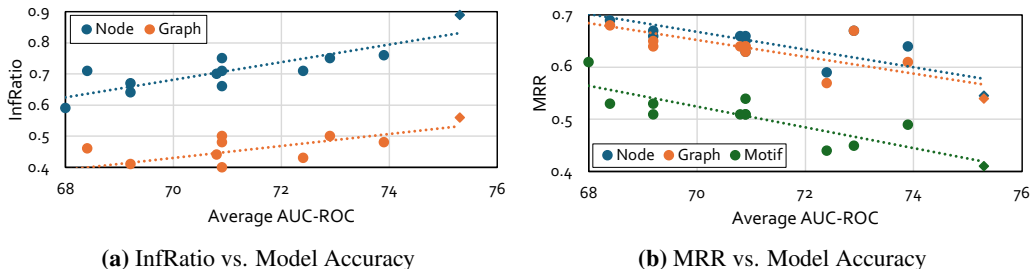 0.9
0.8
0.7
0.6
0.5
0.4
InfRatio
Node Graph
68 70 72 74 76
Average AUC-ROC
(a) InfRatio vs. Model Accuracy
0.7
0.6
0.5
0.4
MRR
Node Graph Motif
68 70 72 74 76
Average AUC-ROC
(b) MRR vs. Model Accuracy